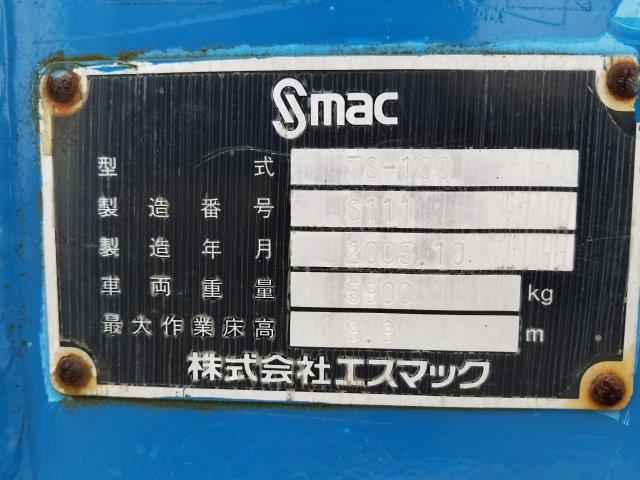 Smac
型式 TS-100
製造番号 S111
製造年月 2005.10
車両重量 5900 kg
最大作業床高 9.9 m
株式会社エスマック